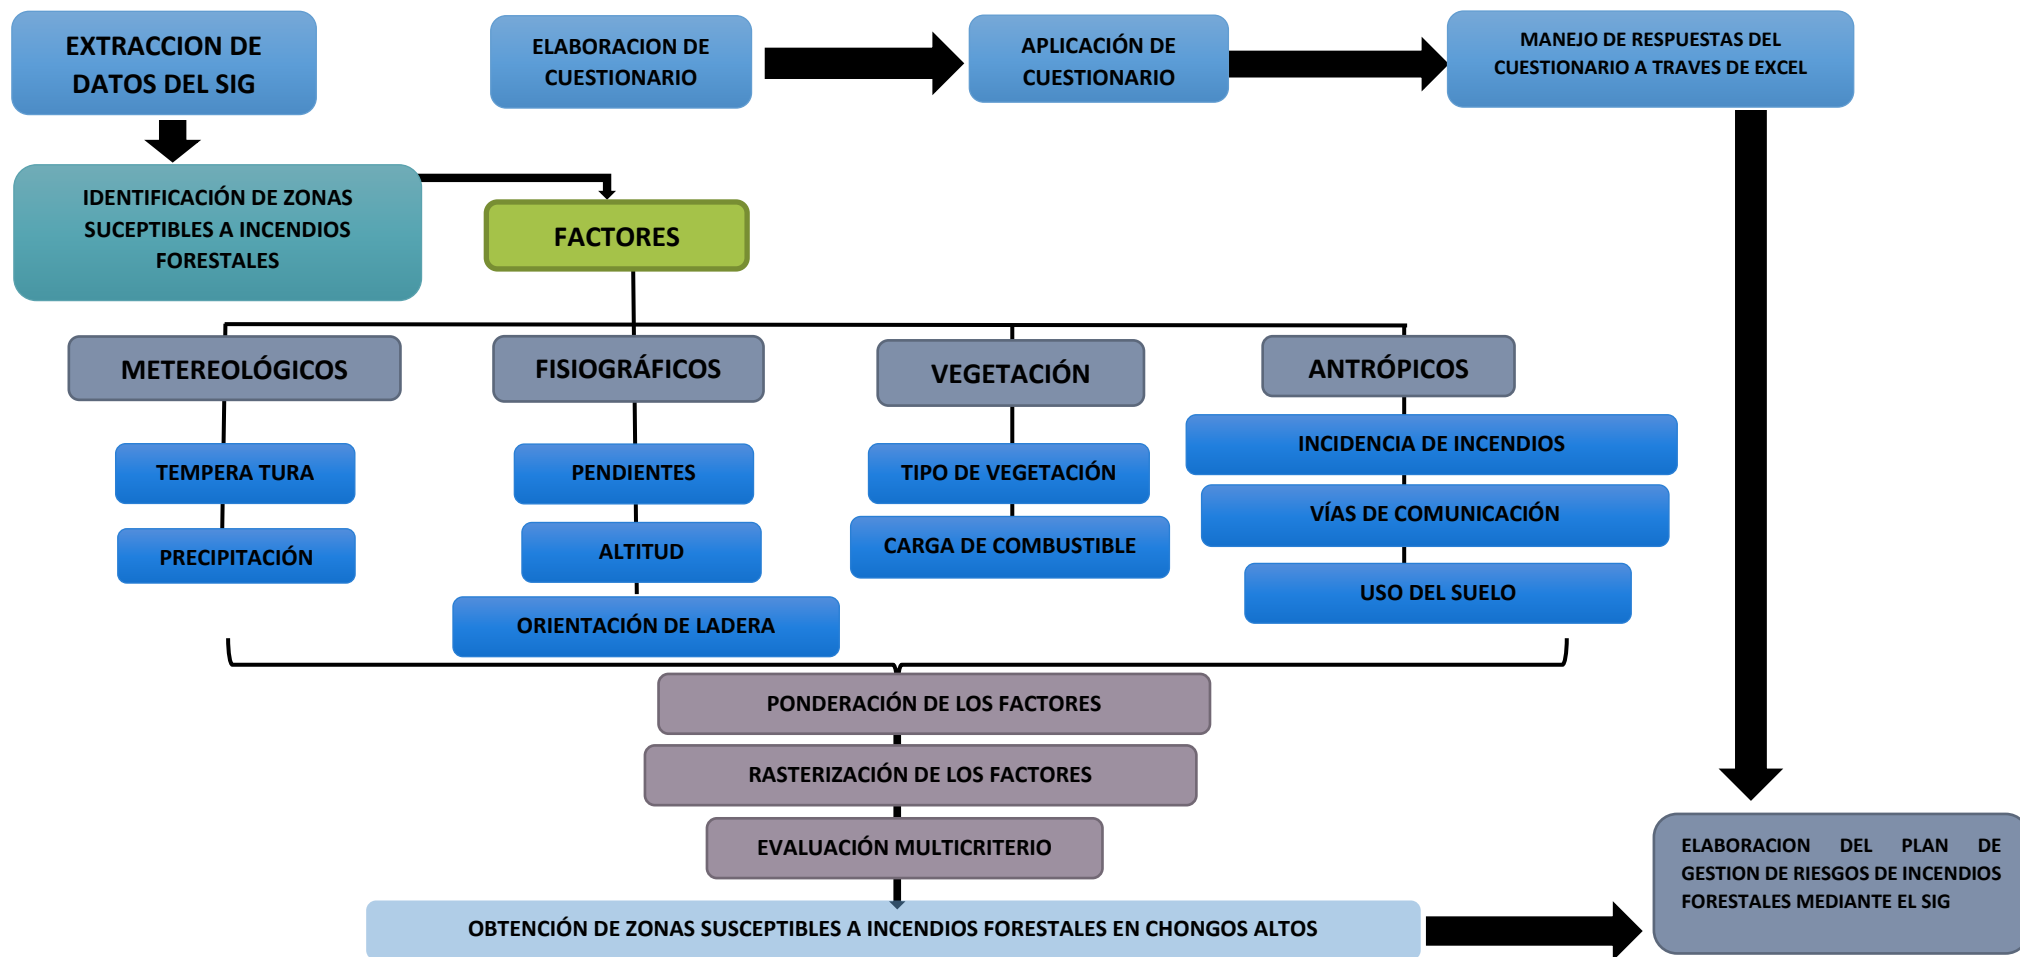 EXTRACCION DE
DATOS DEL SIG
ELABORACION DE
CUESTIONARIO
APLICACIÓN DE
CUESTIONARIO
MANEJO DE RESPUESTAS DEL
CUESTIONARIO A TRAVES DE EXCEL
IDENTIFICACIÓN DE ZONAS
SUCEPTIBLES A INCENDIOS
FORESTALES
FACTORES
METEREOLÓGICOS
FISIOGRÁFICOS
VEGETACIÓN
ANTRÓPICOS
TEMPERA TURA
PRECIPITACIÓN
PENDIENTES
ALTITUD
ORIENTACIÓN DE LADERA
TIPO DE VEGETACIÓN
CARGA DE COMBUSTIBLE
INCIDENCIA DE INCENDIOS
VÍAS DE COMUNICACIÓN
USO DEL SUELO
PONDERACIÓN DE LOS FACTORES
RASTERIZACIÓN DE LOS FACTORES
EVALUACIÓN MULTICRITERIO
OBTENCIÓN DE ZONAS SUSCEPTIBLES A INCENDIOS FORESTALES EN CHONGOS ALTOS
ELABORACION DEL PLAN DE
GESTION DE RIESGOS DE INCENDIOS
FORESTALES MEDIANTE EL SIG